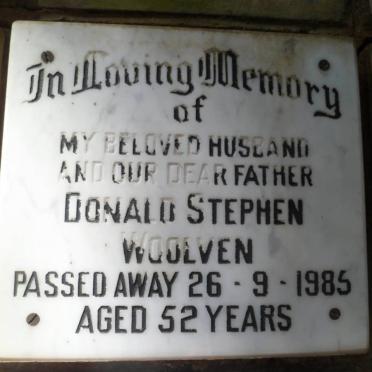 In Loving Memory
of
MY BELOVED HUSBAND
AND OUR DEAR FATHER
DONALD STEPHEN
WOOLVEN
PASSED AWAY 26 - 9 - 1985
AGED 52 YEARS